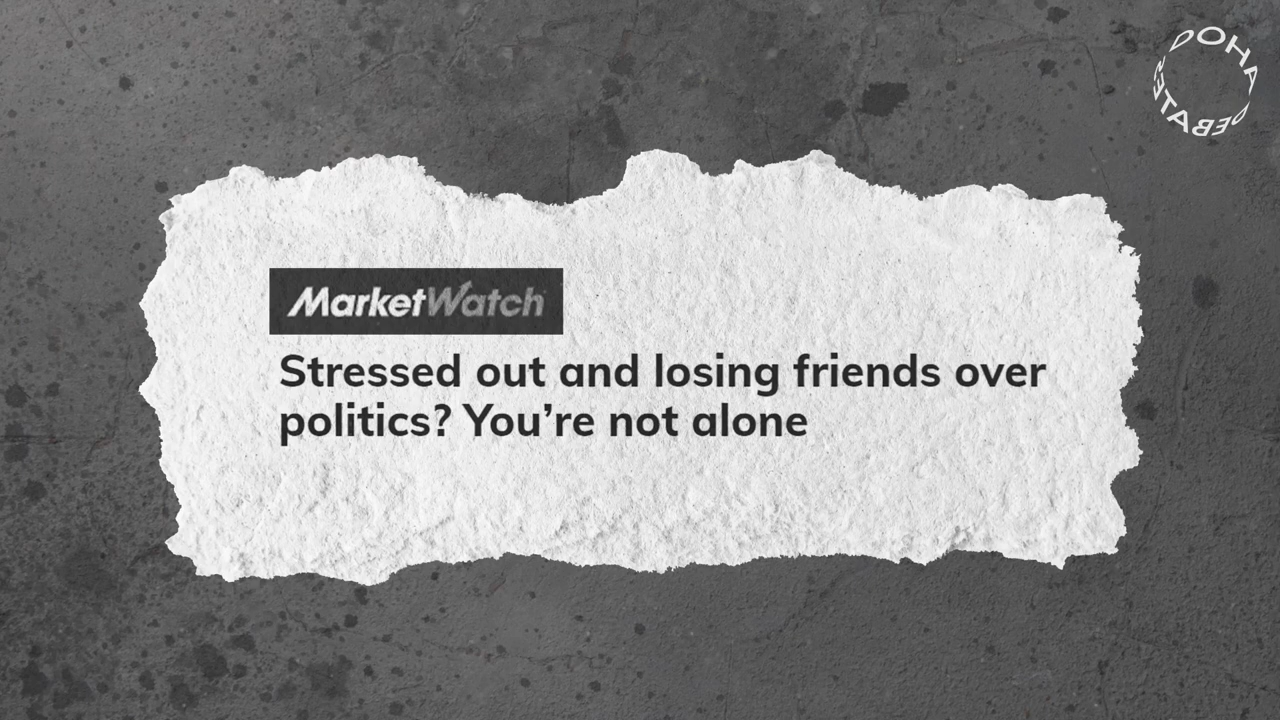 DOHA DEBATES
MarketWatch
Stressed out and losing friends over
politics? You’re not alone